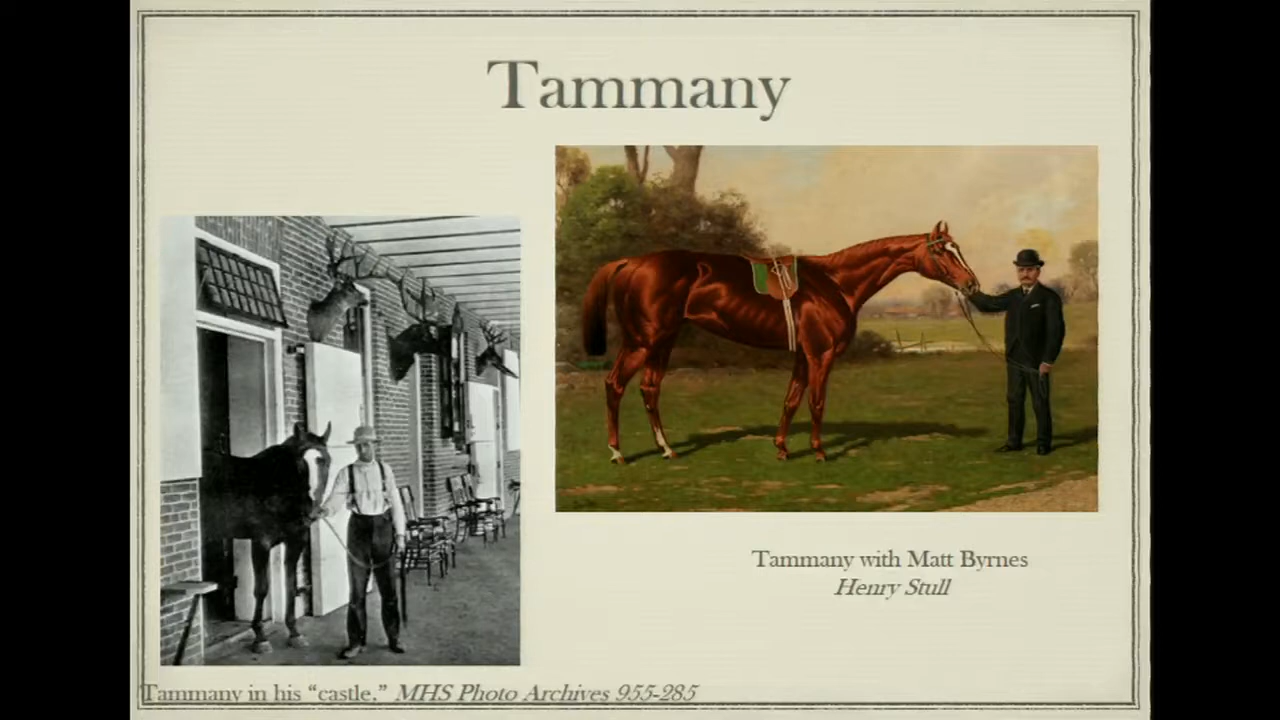 Tammany
Tammany with Matt Byrnes
Henry Stull
Tammany in his “castle.” MHS Photo Archives 955-285